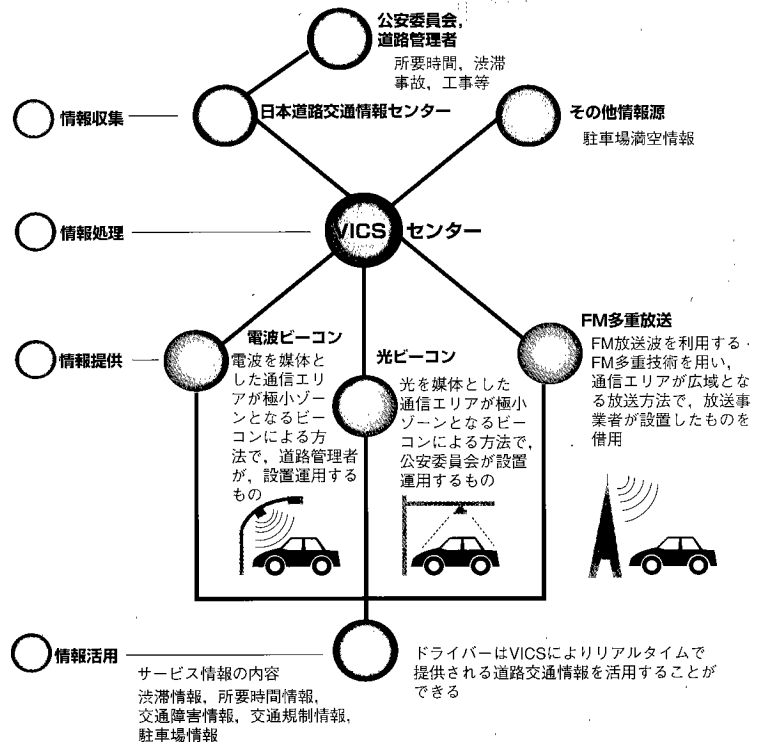 公安委員会,
道路管理者
所要時間, 渋滞
事故, 工事等
情報収集
日本道路交通情報センター
その他情報源
駐車場満空情報
情報処理
VICS センター
情報提供
電波ビーコン
電波を媒体と
した通信エリ
アが極小ゾー
ンとなるビー
コンによる方
法で, 道路管理者
が, 設置運用する
もの
光ビーコン
光を媒体とした
通信エリアが極小
ゾーンとなるビー
コンによる方法で,
公安委員会が設置
運用するもの
FM多重放送
FM放送波を利用する
FM多重技術を用い,
通信エリアが広域とな
る放送方法で, 放送事
業者が設置したものを
借用
情報活用
サービス情報の内容
渋滞情報, 所要時間情報,
交通障害情報, 交通規制情報,
駐車場情報
ドライバーはVICSによりリアルタイムで
提供される道路交通情報を活用することが
できる